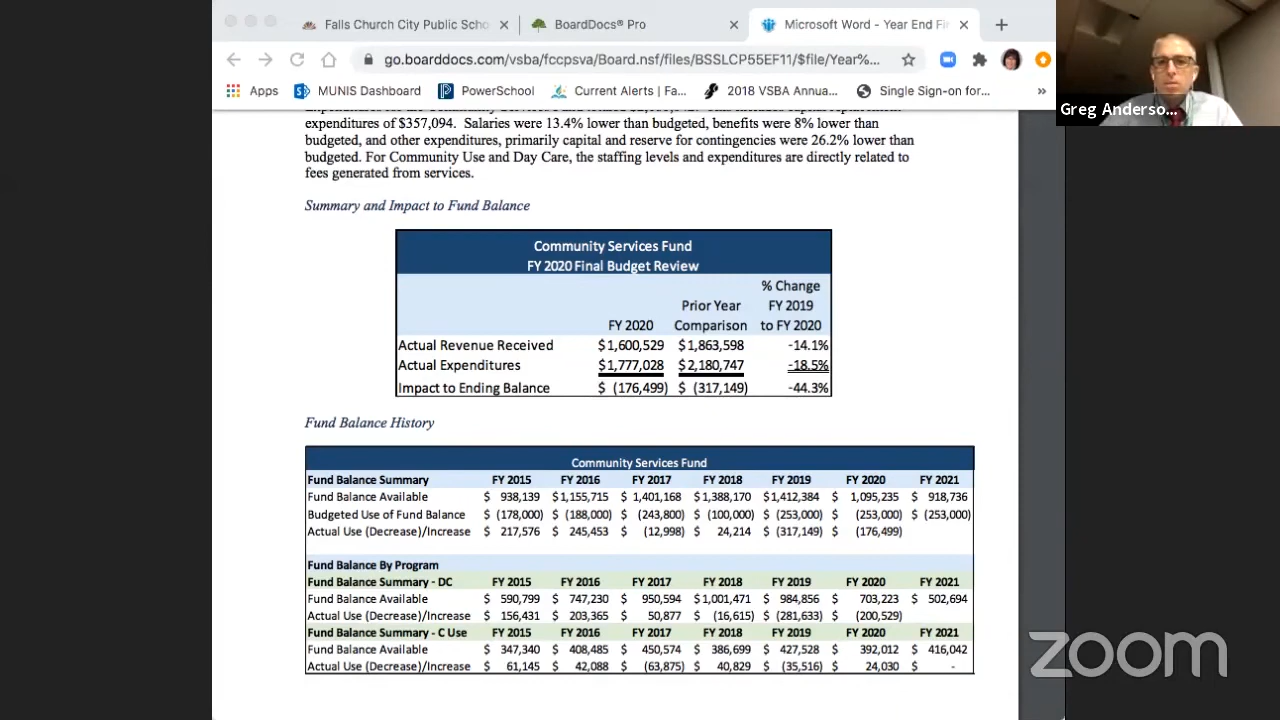 Falls Church City Public Scho
BoardDocs® Pro
Microsoft Word - Year End Fir
go.boarddocs.com/vsba/fccpsva/Board.nsf/files/BSSLCP55EF11/$file/Year%...
Apps
MUNIS Dashboard
PowerSchool
Current Alerts | Fa...
2018 VSBA Annua...
Single Sign-on for...
Greg Anderso...
expenditures of $357,094. Salaries were 13.4% lower than budgeted, benefits were 8% lower than
budgeted, and other expenditures, primarily capital and reserve for contingencies were 26.2% lower than
budgeted. For Community Use and Day Care, the staffing levels and expenditures are directly related to
fees generated from services.
Summary and Impact to Fund Balance
Community Services Fund
FY 2020 Final Budget Review
% Change
Prior Year FY 2019
FY 2020 Comparison to FY 2020
Actual Revenue Received $1,600,529 $1,863,598 -14.1%
Actual Expenditures $1,777,028 $2,180,747 -18.5%
Impact to Ending Balance $ (176,499) $ (317,149) -44.3%
Fund Balance History
Community Services Fund
Fund Balance Summary FY 2015 FY 2016 FY 2017 FY 2018 FY 2019 FY 2020 FY 2021
Fund Balance Available $ 938,139 $1,155,715 $ 1,401,168 $1,388,170 $1,412,384 $ 1,095,235 $ 918,736
Budgeted Use of Fund Balance $ (178,000) $ (188,000) $ (243,800) $ (100,000) $ (253,000) $ (253,000) $ (253,000)
Actual Use (Decrease)/Increase $ 217,576 $ 245,453 $ (12,998) $ 24,214 $ (317,149) $ (176,499)
Fund Balance By Program
Fund Balance Summary - DC FY 2015 FY 2016 FY 2017 FY 2018 FY 2019 FY 2020 FY 2021
Fund Balance Available $ 590,799 $ 747,230 $ 950,594 $1,001,471 $ 984,856 $ 703,223 $ 502,694
Actual Use (Decrease)/Increase $ 156,431 $ 203,365 $ 50,877 $ (16,615) $ (281,633) $ (200,529)
Fund Balance Summary - C Use FY 2015 FY 2016 FY 2017 FY 2018 FY 2019 FY 2020 FY 2021
Fund Balance Available $ 347,340 $ 408,485 $ 450,574 $ 386,699 $ 427,528 $ 392,012 $ 416,042
Actual Use (Decrease)/Increase $ 61,145 $ 42,088 $ (63,875) $ 40,829 $ (35,516) $ 24,030 $ -
zoom